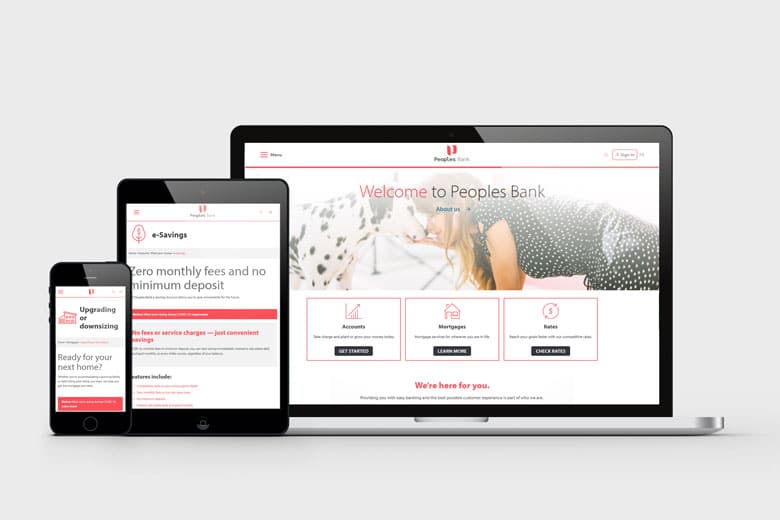 Menu
Peoples Bank
Sign in
FR
Welcome to Peoples Bank
About us
Accounts
Take charge and plan to grow your money today.
GET STARTED
Mortgages
Mortgage services for wherever you are in life.
LEARN MORE
Rates
Reach your goals faster with our competitive rates.
CHECK RATES
We're here for you.
Providing you with easy banking and the best possible customer experience is part of who we are.
Peoples Bank
e-Savings
Zero monthly fees and no
minimum deposit
No fees or service charges — just convenient
savings
eatures include:
Upgrading
or
downsizing
Ready for your
next home?